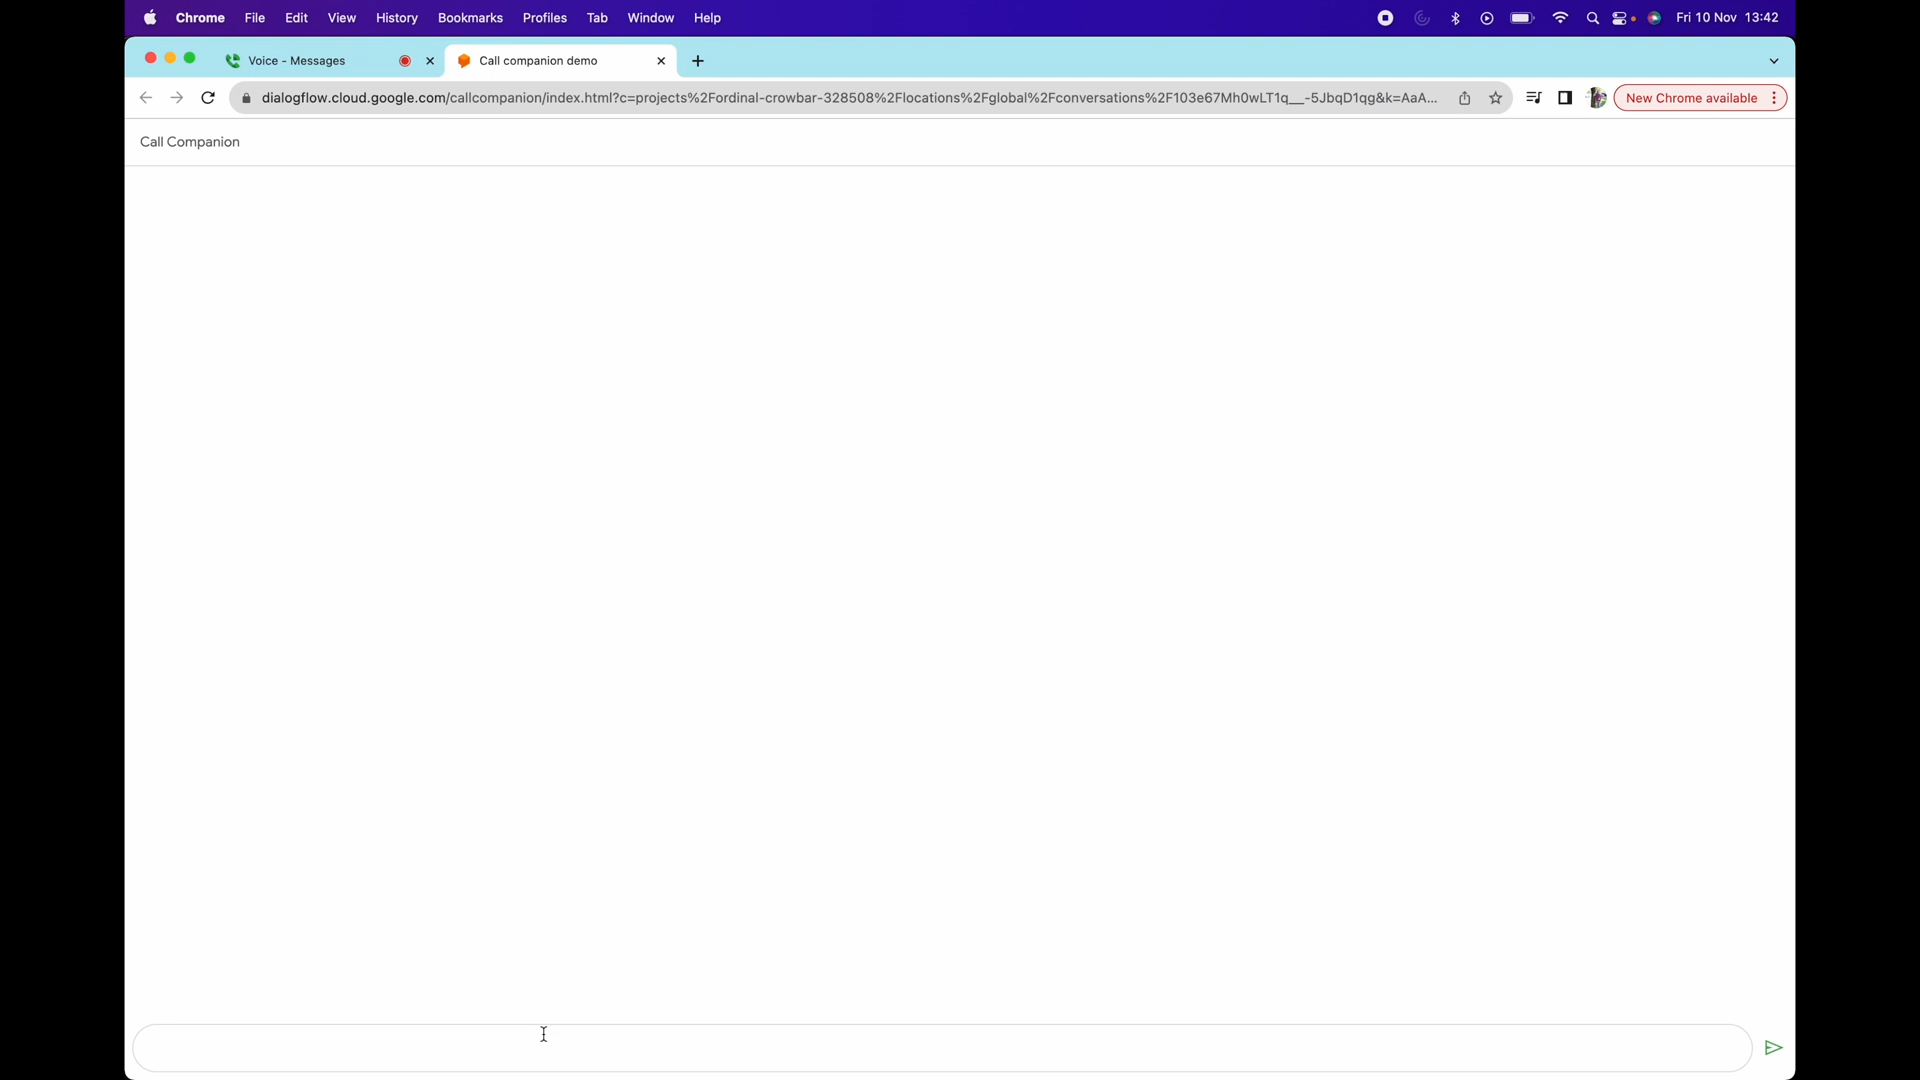 Chrome File Edit View History Bookmarks Profiles Tab Window Help Fri 10 Nov 13:42
Voice - Messages Call companion demo
dialogflow.cloud.google.com/callcompanion/index.html?c=projects%2Fordinal-crowbar-328508%2Flocations%2Fglobal%2Fconversations%2F103e67Mh0wLT1q__-5JbqD1qg&k=AaA... New Chrome available
Call Companion